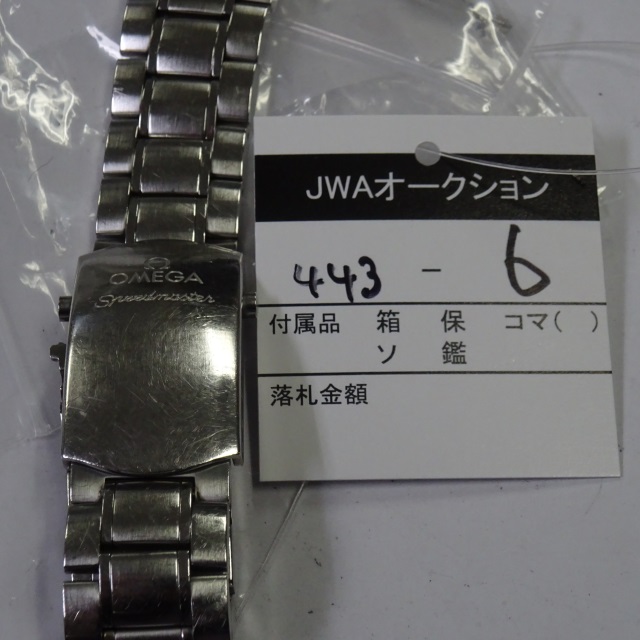 OMEGA
Speedmaster
JWAオークション
443 - 6
付属品 箱 保 コマ( )
ソ 鑑
落札金額